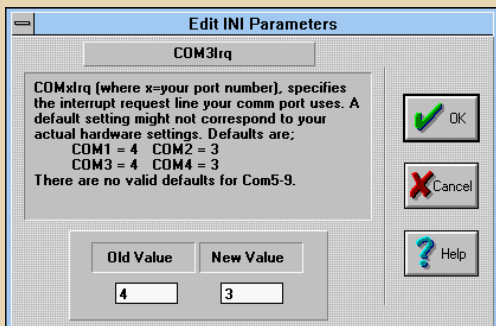 Edit INI Parameters
COM3Irq
COMxIrq (where x=your port number), specifies
the interrupt request line your comm port uses. A
default setting might not correspond to your
actual hardware settings. Defaults are;
COM1 = 4 COM2 = 3
COM3 = 4 COM4 = 3
There are no valid defaults for Com5-9.
OK
Cancel
Help
Old Value New Value
4 3